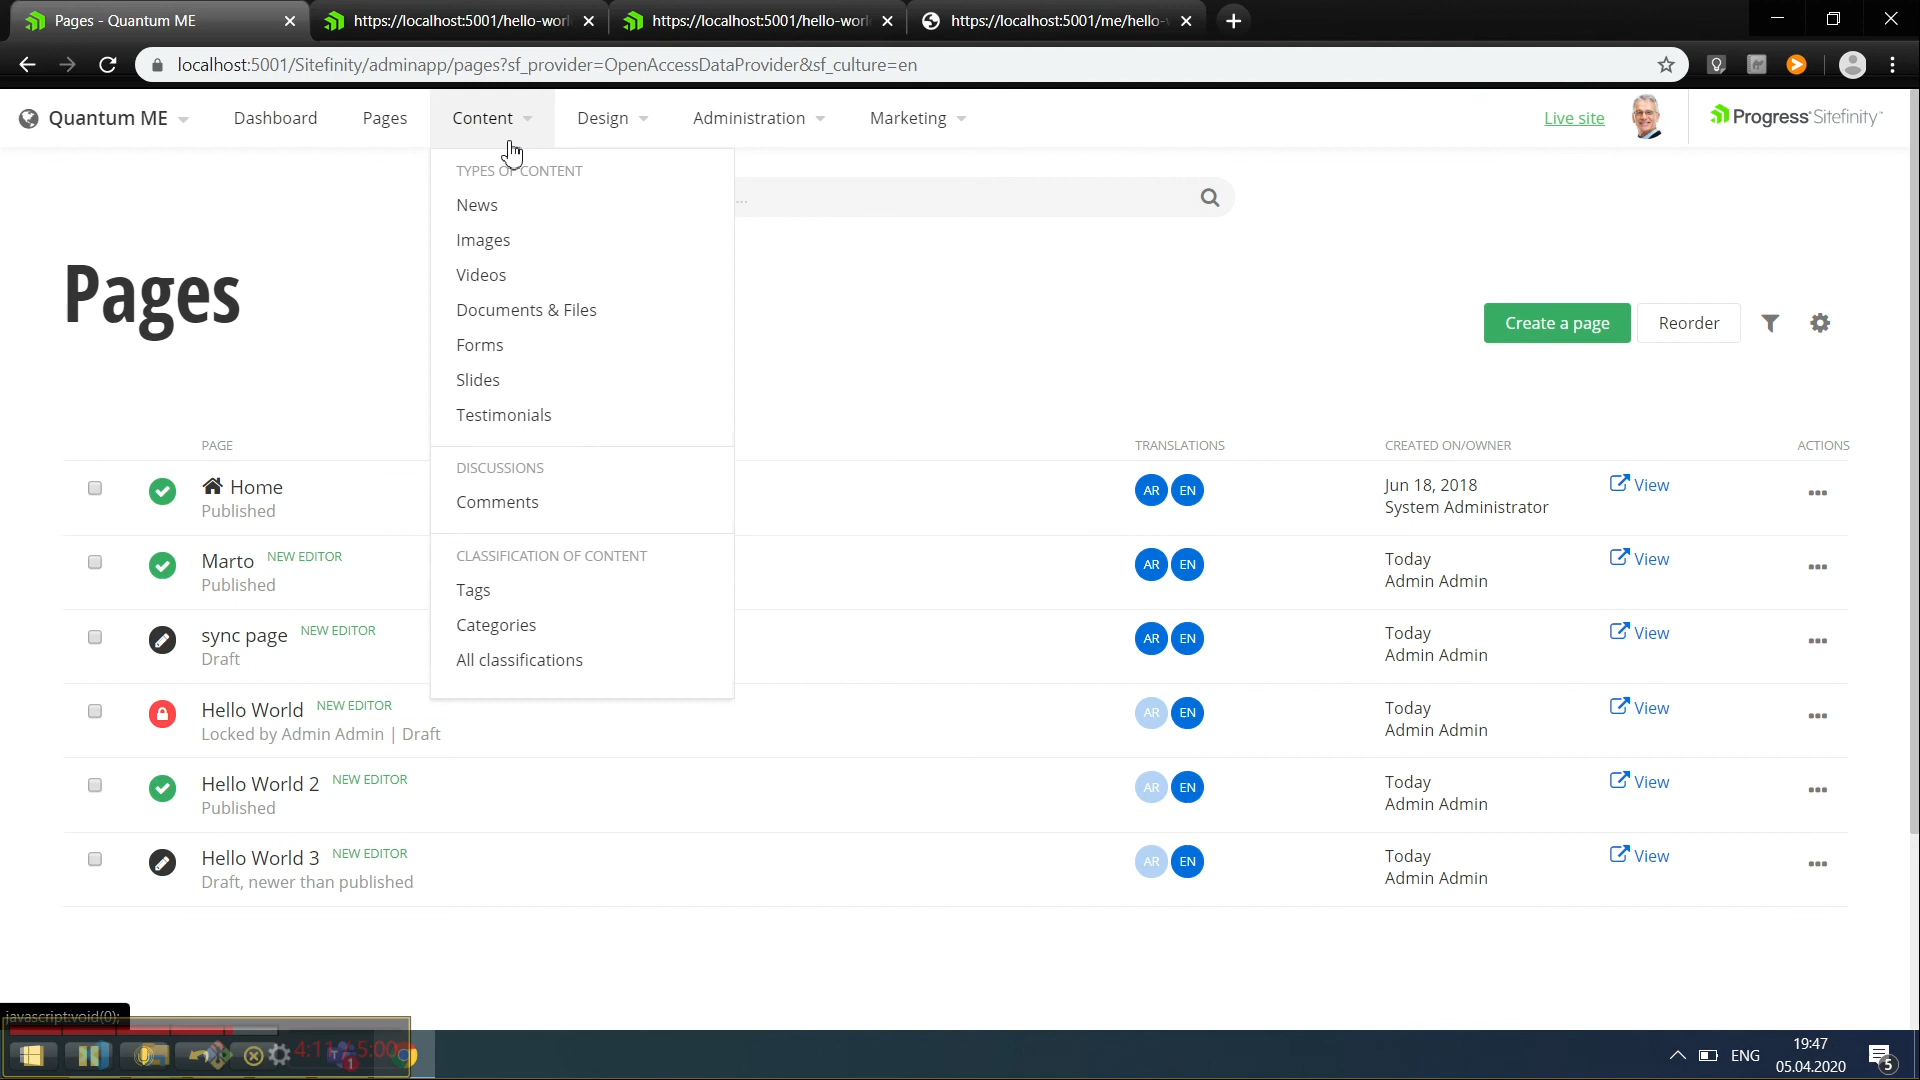 Pages - Quantum ME
https://localhost:5001/hello-worl
https://localhost:5001/hello-worl
https://localhost:5001/me/hello-w
localhost:5001/Sitefinity/adminapp/pages?sf_provider=OpenAccessDataProvider&sf_culture=en
Quantum ME Dashboard Pages Content Design Administration Marketing Live site Progress Sitefinity
TYPES OF CONTENT
News
...
Images
Videos
Documents & Files
Forms
Slides
Testimonials
DISCUSSIONS
Comments
CLASSIFICATION OF CONTENT
Tags
Categories
All classifications
Pages
Create a page Reorder
PAGE TRANSLATIONS CREATED ON/OWNER ACTIONS
Home AR EN Jun 18, 2018 View
Published System Administrator
Marto NEW EDITOR AR EN Today View
Published Admin Admin
sync page NEW EDITOR AR EN Today View
Draft Admin Admin
Hello World NEW EDITOR AR EN Today View
Locked by Admin Admin | Draft Admin Admin
Hello World 2 NEW EDITOR AR EN Today View
Published Admin Admin
Hello World 3 NEW EDITOR AR EN Today View
Draft, newer than published Admin Admin
javascript:void(0);
4:11 / 5:00
1
ENG
19:47
05.04.2020
5